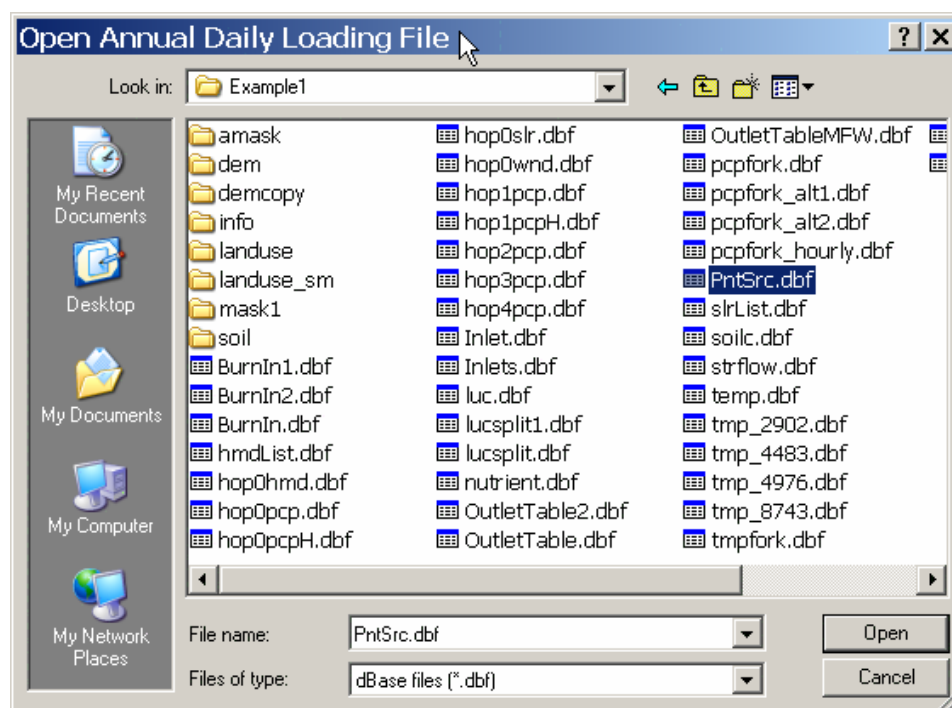 Open Annual Daily Loading File
Look in:
Example1
My Recent
Documents
Desktop
My Documents
My Computer
My Network
Places
amask
dem
demcopy
info
landuse
landuse_sm
mask1
soil
BurnIn1.dbf
BurnIn2.dbf
BurnIn.dbf
hmdList.dbf
hop0hmd.dbf
hop0pcp.dbf
hop0pcpH.dbf
hop0slr.dbf
hop0wnd.dbf
hop1pcp.dbf
hop1pcpH.dbf
hop2pcp.dbf
hop3pcp.dbf
hop4pcp.dbf
Inlet.dbf
Inlets.dbf
luc.dbf
lucsplit1.dbf
lucsplit.dbf
nutrient.dbf
OutletTable2.dbf
OutletTable.dbf
OutletTableMFW.dbf
pcpfork.dbf
pcpfork_alt1.dbf
pcpfork_alt2.dbf
pcpfork_hourly.dbf
PntSrc.dbf
slrList.dbf
soilc.dbf
strflow.dbf
temp.dbf
tmp_2902.dbf
tmp_4483.dbf
tmp_4976.dbf
tmp_8743.dbf
tmpfork.dbf
File name:
PntSrc.dbf
Open
Files of type:
dBase files (*.dbf)
Cancel